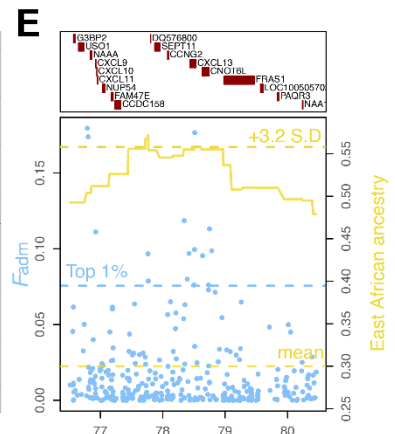 E
G3BP2 DQ576800
USO1 SEPT11
NAAA CCNG2
CXCL9 CXCL13
CXCL10 CNOT6L
CXCL11 FRAS1
NUP54 LOC10050570
FAM47E PAQR3
CCDC158 NAA
+3.2 S.D
Top 1%
mean
Fadm
0.00 0.05 0.10 0.15
77 78 79 80
0.25 0.30 0.35 0.40 0.45 0.50 0.55
East African ancestry